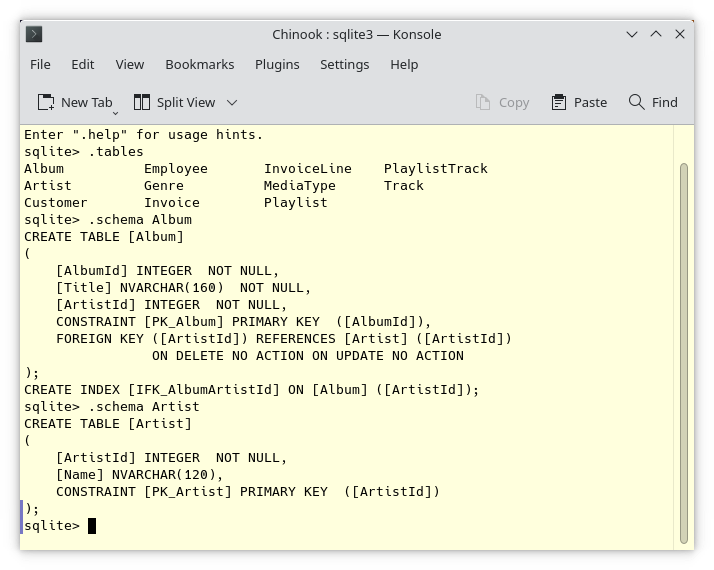 Chinook : sqlite3 — Konsole
File Edit View Bookmarks Plugins Settings Help
New Tab Split View Copy Paste Find
Enter ".help" for usage hints.
sqlite> .tables
Album          Employee       InvoiceLine    PlaylistTrack
Artist         Genre          MediaType      Track
Customer       Invoice        Playlist
sqlite> .schema Album
CREATE TABLE [Album]
(
    [AlbumId] INTEGER  NOT NULL,
    [Title] NVARCHAR(160)  NOT NULL,
    [ArtistId] INTEGER  NOT NULL,
    CONSTRAINT [PK_Album] PRIMARY KEY  ([AlbumId]),
    FOREIGN KEY ([ArtistId]) REFERENCES [Artist] ([ArtistId])
                ON DELETE NO ACTION ON UPDATE NO ACTION
);
CREATE INDEX [IFK_AlbumArtistId] ON [Album] ([ArtistId]);
sqlite> .schema Artist
CREATE TABLE [Artist]
(
    [ArtistId] INTEGER  NOT NULL,
    [Name] NVARCHAR(120),
    CONSTRAINT [PK_Artist] PRIMARY KEY  ([ArtistId])
);
sqlite>